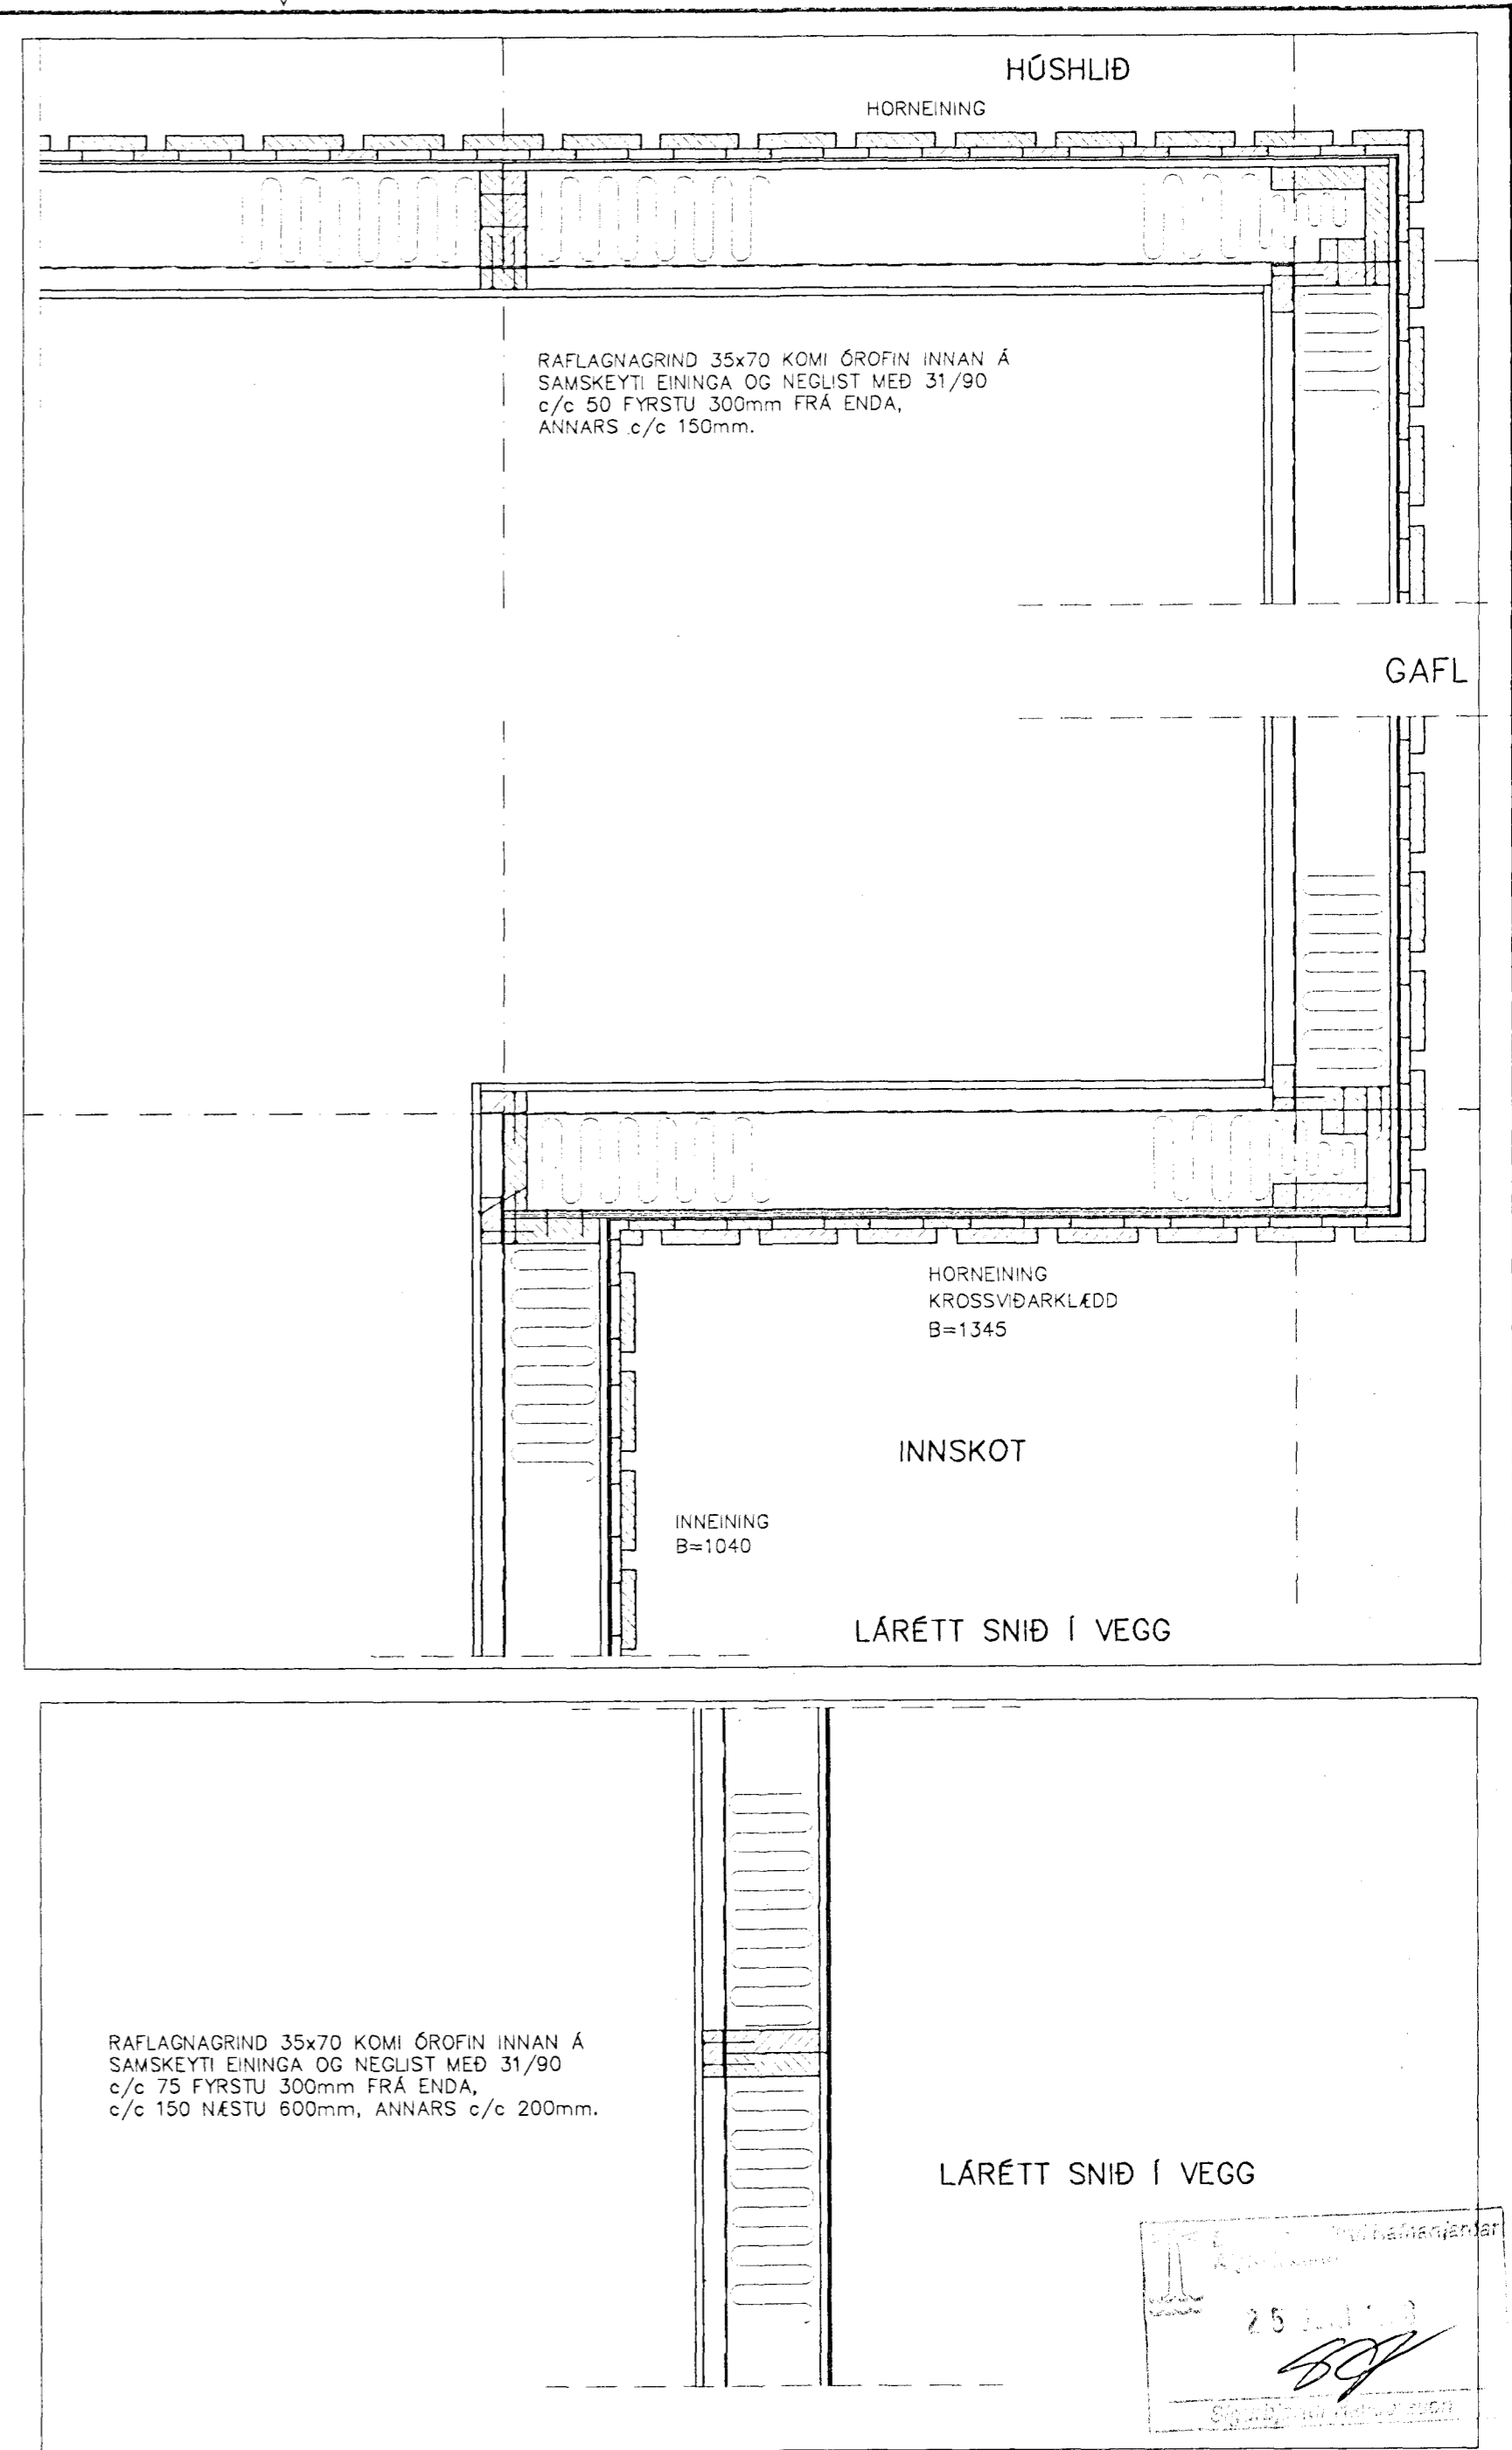 HÚSHLIÐ
HORNEINING
RAFLAGNAGRIND 35x70 KOMI ÓROFIN INNAN Á
SAMSKEYTI EININGA OG NEGLIST MEÐ 31/90
c/c 50 FYRSTU 300mm FRÁ ENDA,
ANNARS c/c 150mm.
GAFL
HORNEINING
KROSSVIÐARKLÆDD
B=1345
INNSKOT
INNEINING
B=1040
LÁRÉTT SNIÐ Í VEGG
RAFLAGNAGRIND 35x70 KOMI ÓROFIN INNAN Á
SAMSKEYTI EININGA OG NEGLIST MEÐ 31/90
c/c 75 FYRSTU 300mm FRÁ ENDA,
c/c 150 NÆSTU 600mm, ANNARS c/c 200mm.
LÁRÉTT SNIÐ Í VEGG
25